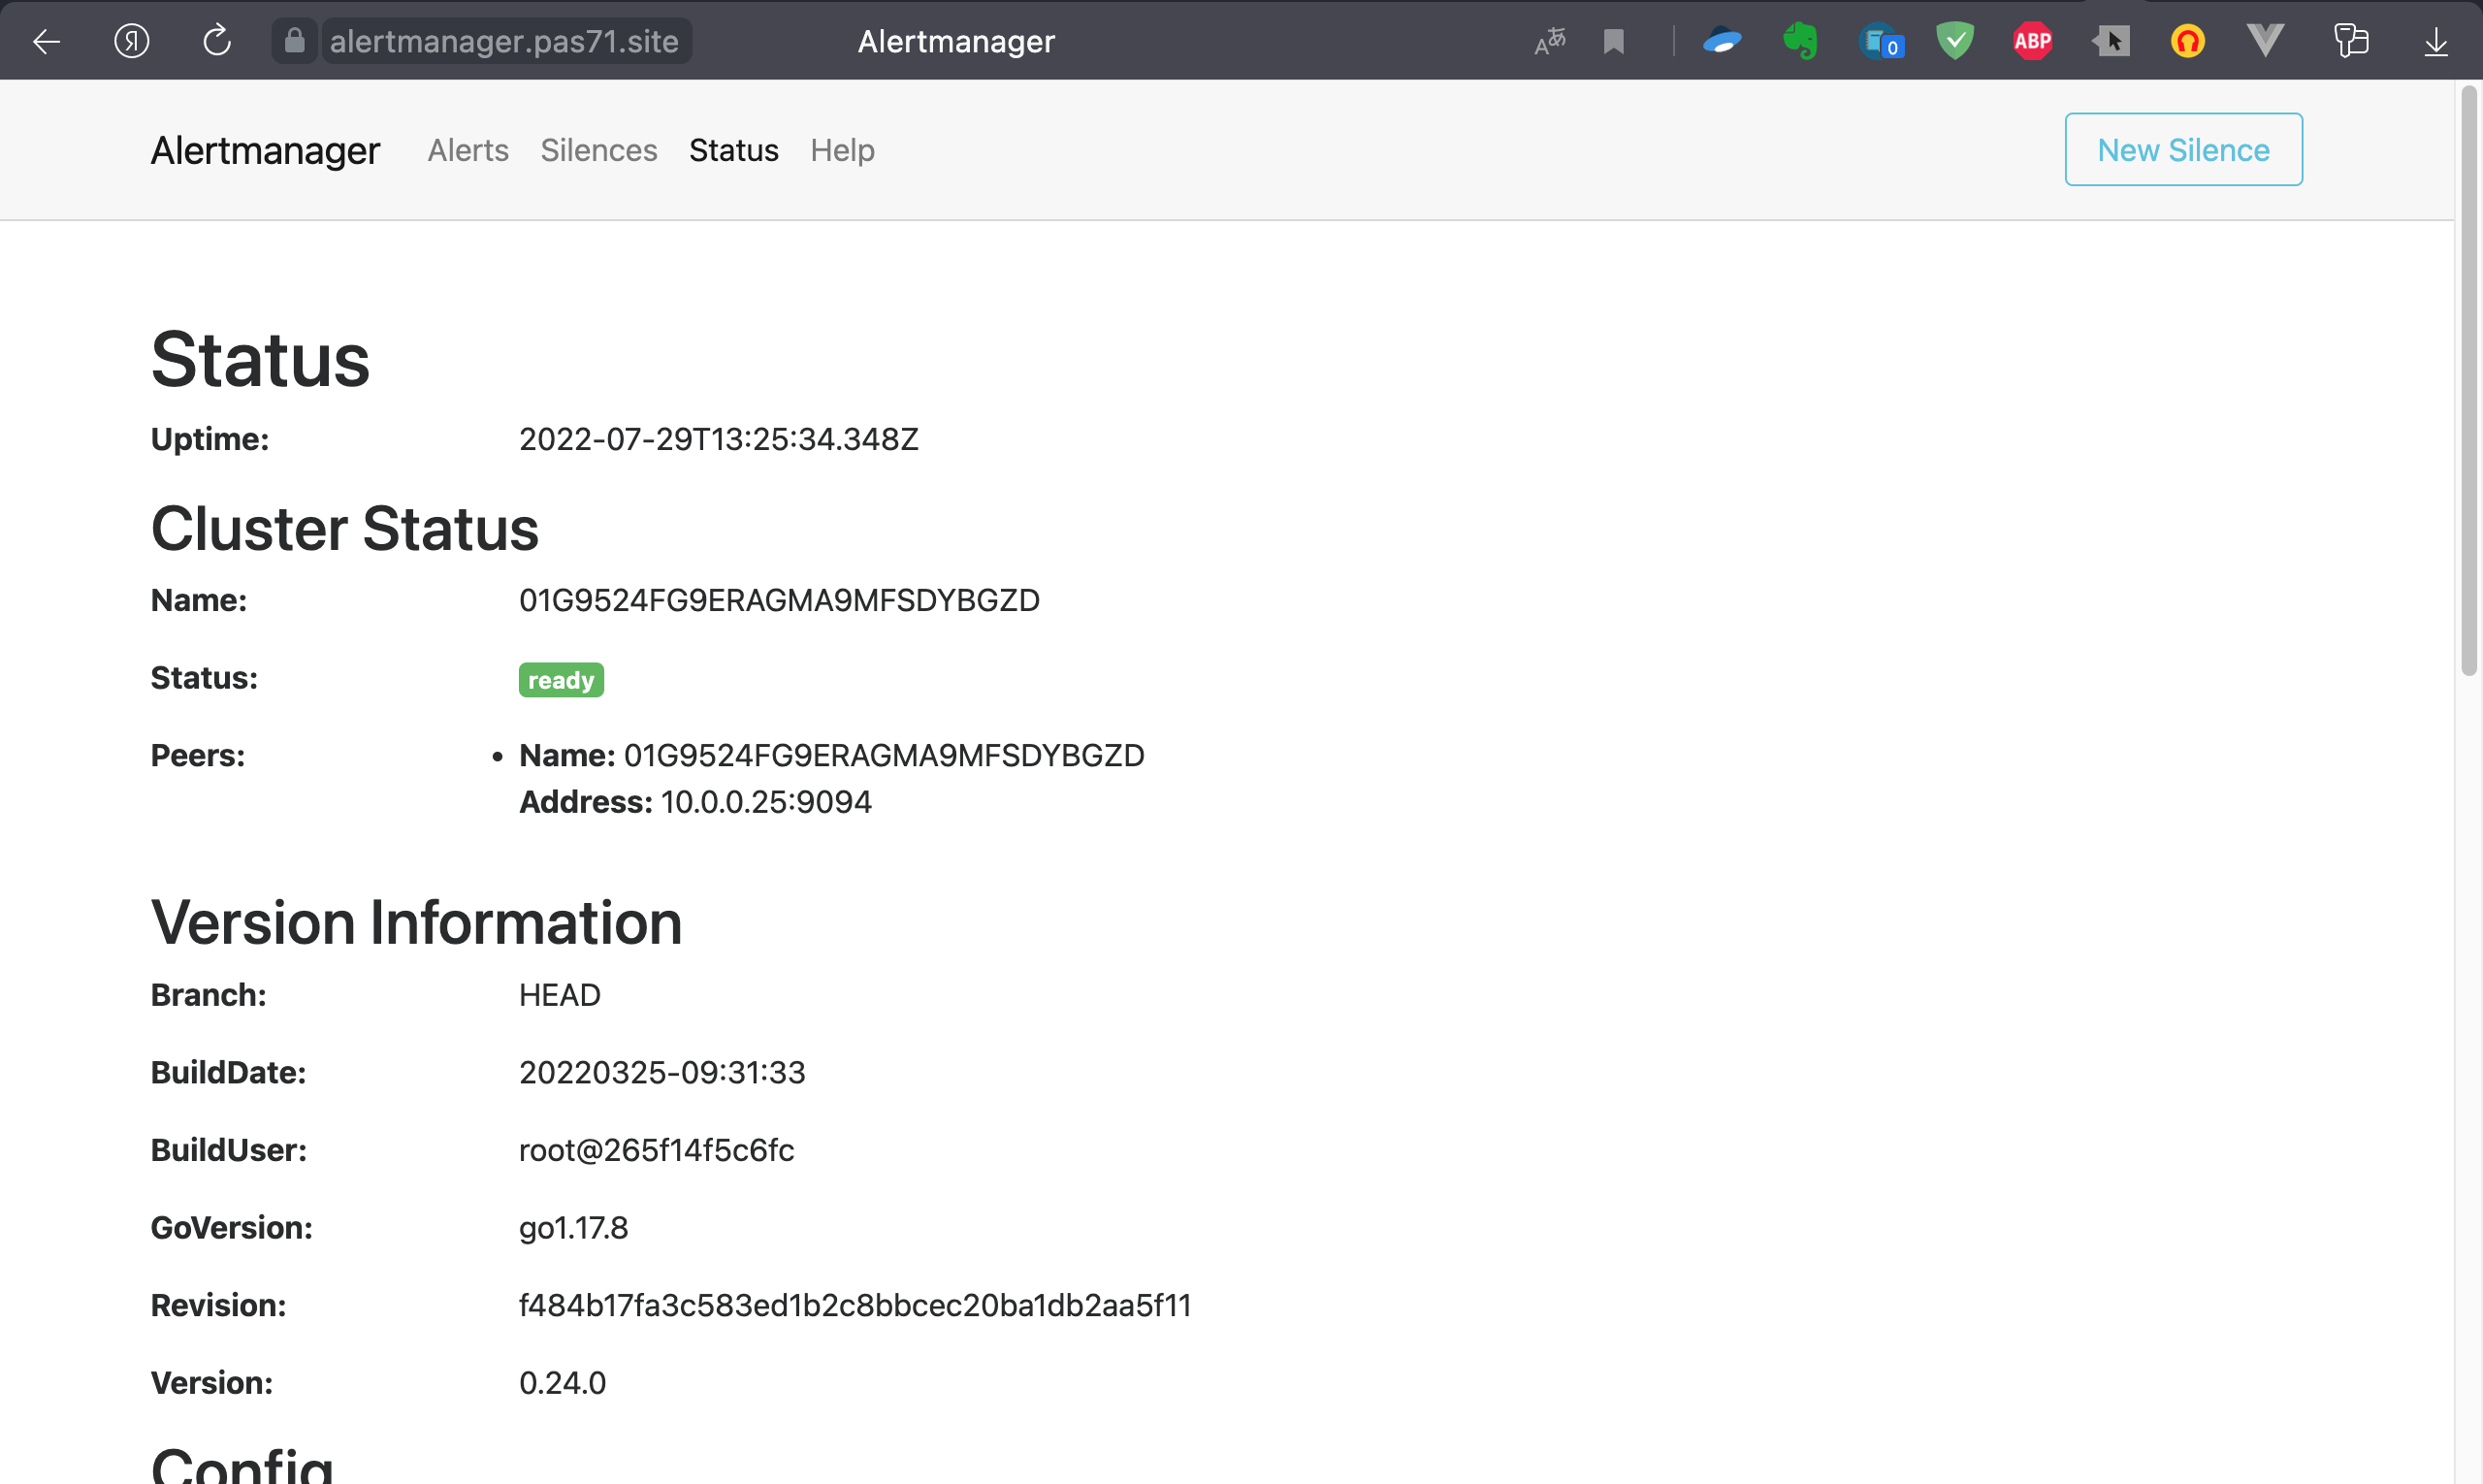 Я alertmanager.pas71.site Alertmanager A あ 0 ABP
Alertmanager Alerts Silences Status Help New Silence
Status
Uptime: 2022-07-29T13:25:34.348Z
Cluster Status
Name: 01G9524FG9ERAGMA9MFSDYBGZD
Status: ready
Peers: • Name: 01G9524FG9ERAGMA9MFSDYBGZD
Address: 10.0.0.25:9094
Version Information
Branch: HEAD
BuildDate: 20220325-09:31:33
BuildUser: root@265f14f5c6fc
GoVersion: go1.17.8
Revision: f484b17fa3c583ed1b2c8bbcec20ba1db2aa5f11
Version: 0.24.0
Config